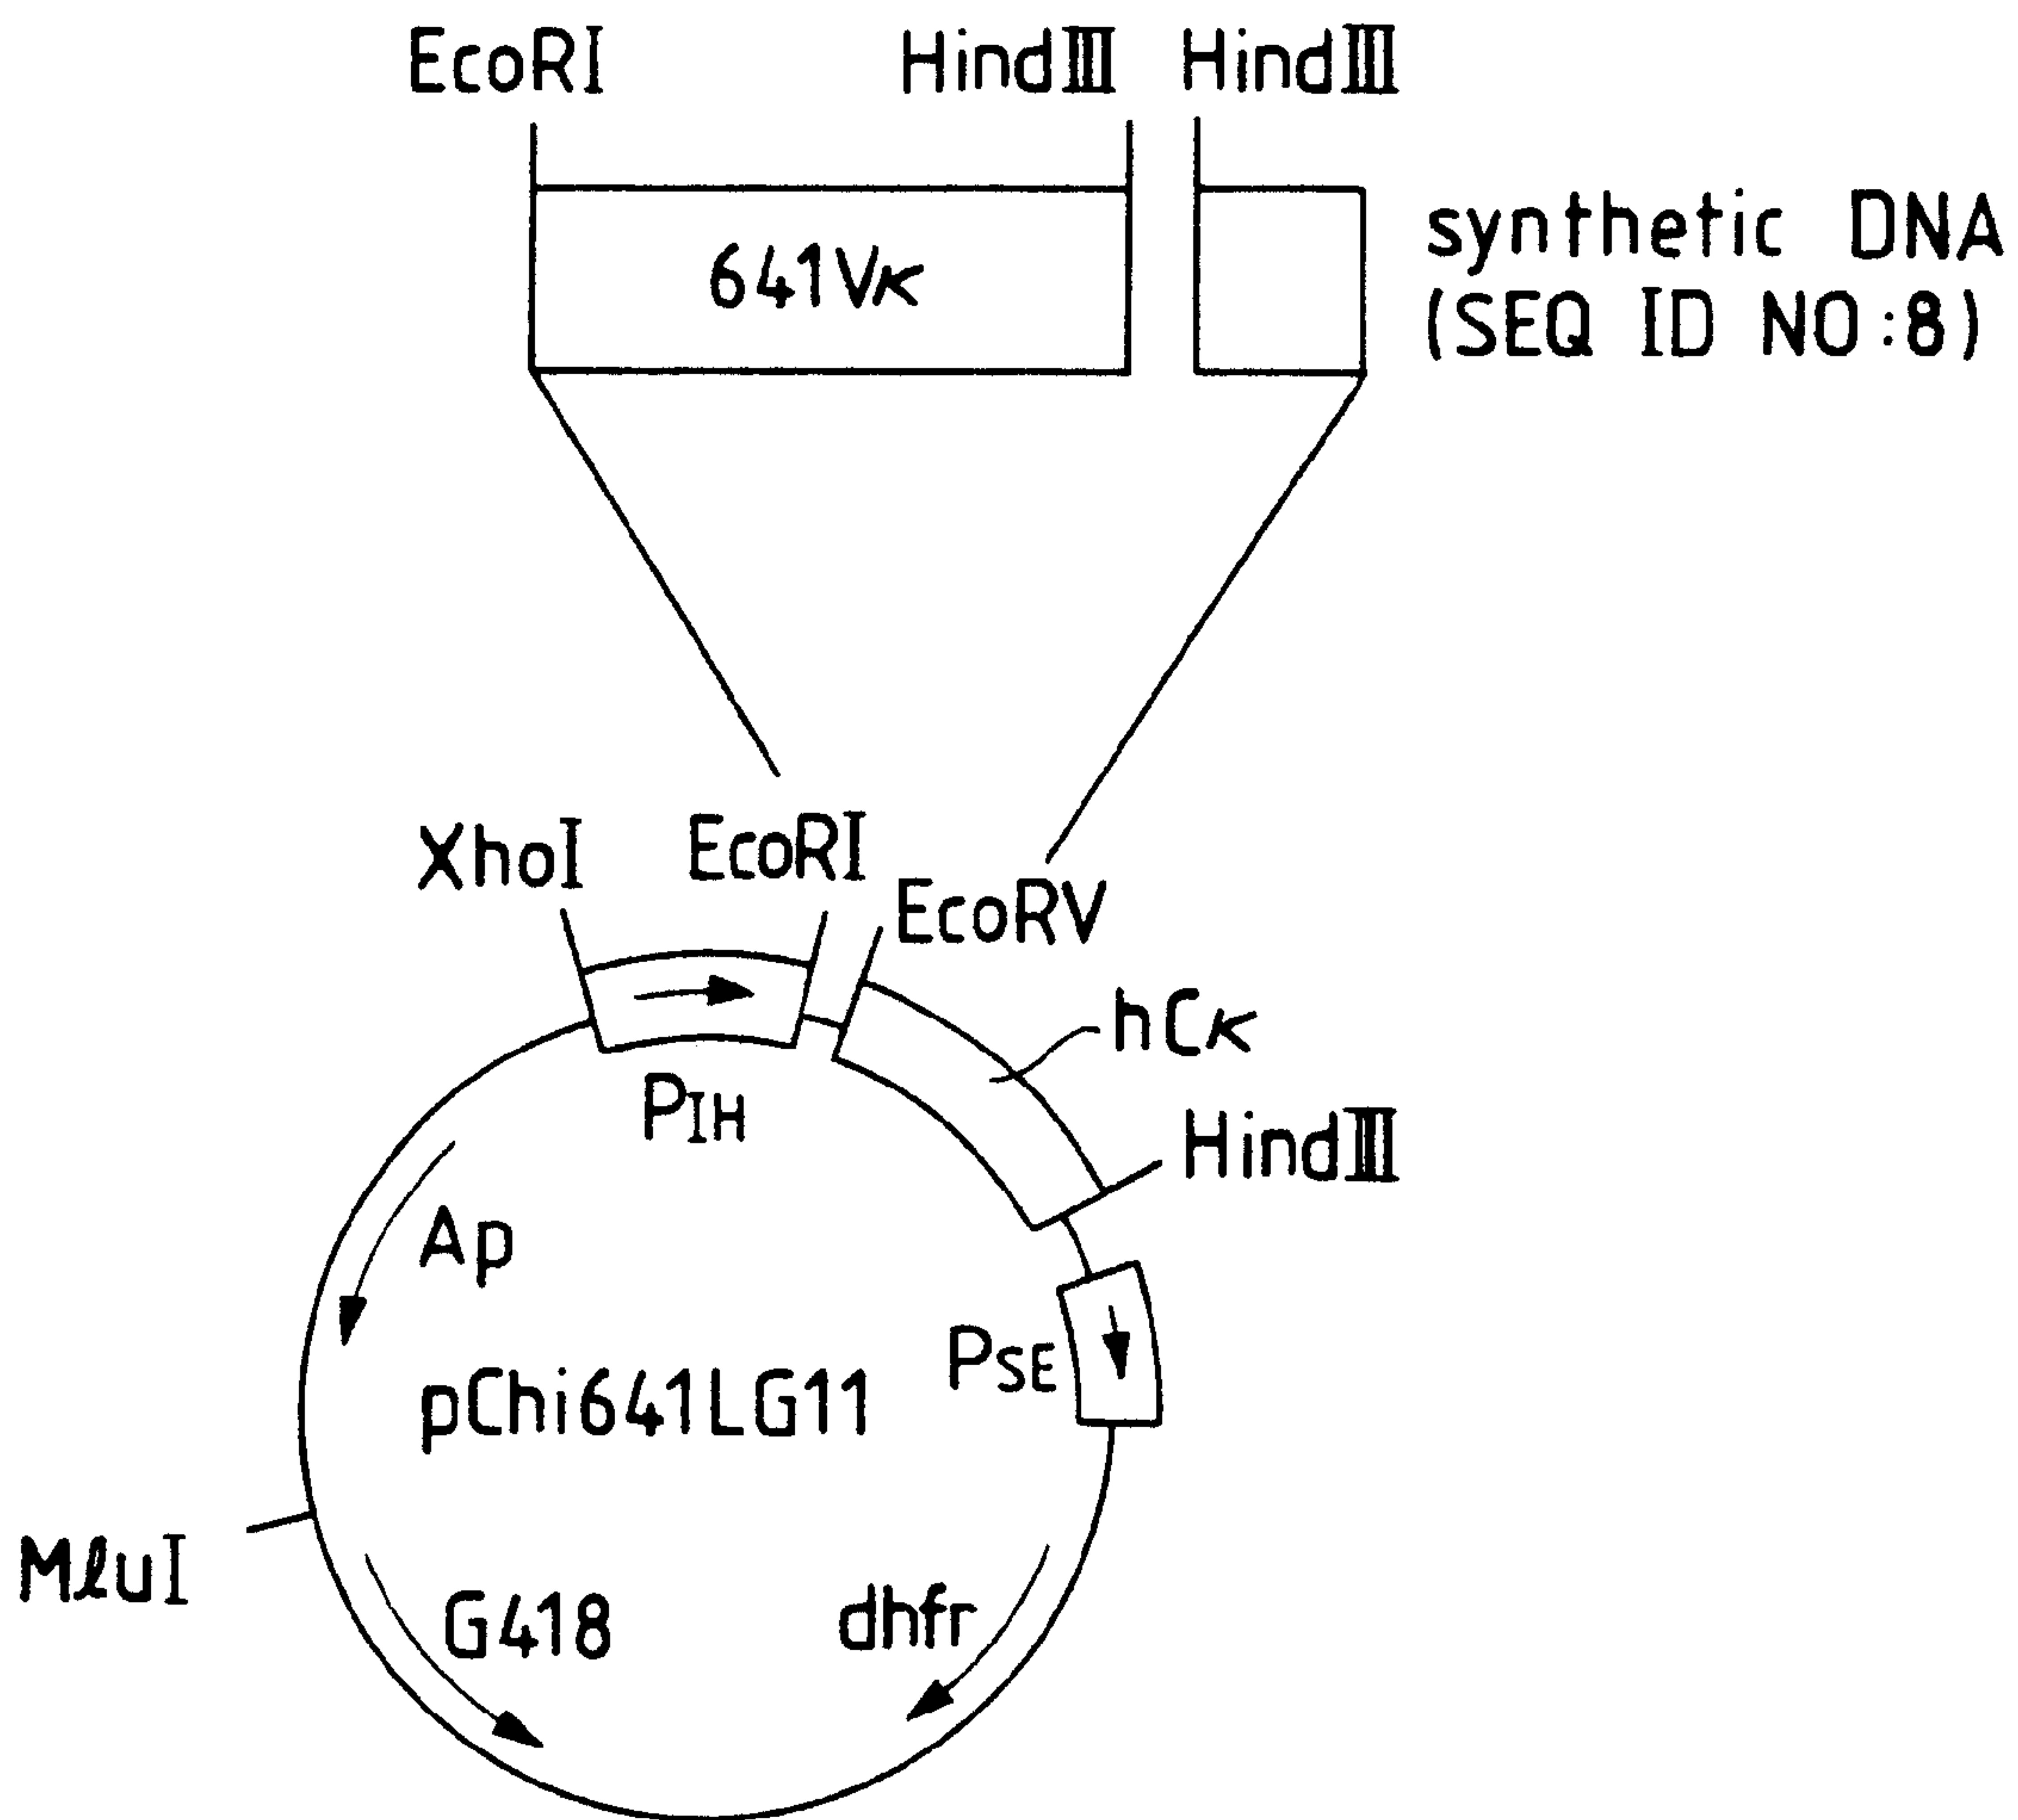 EcoRI
HindIII
HindIII
641Vκ
synthetic DNA
(SEQ ID NO:8)
XhoI
EcoRI
EcoRV
hCκ
PIH
HindIII
Ap
PSE
pChi641LG11
MluI
G418
dhfr